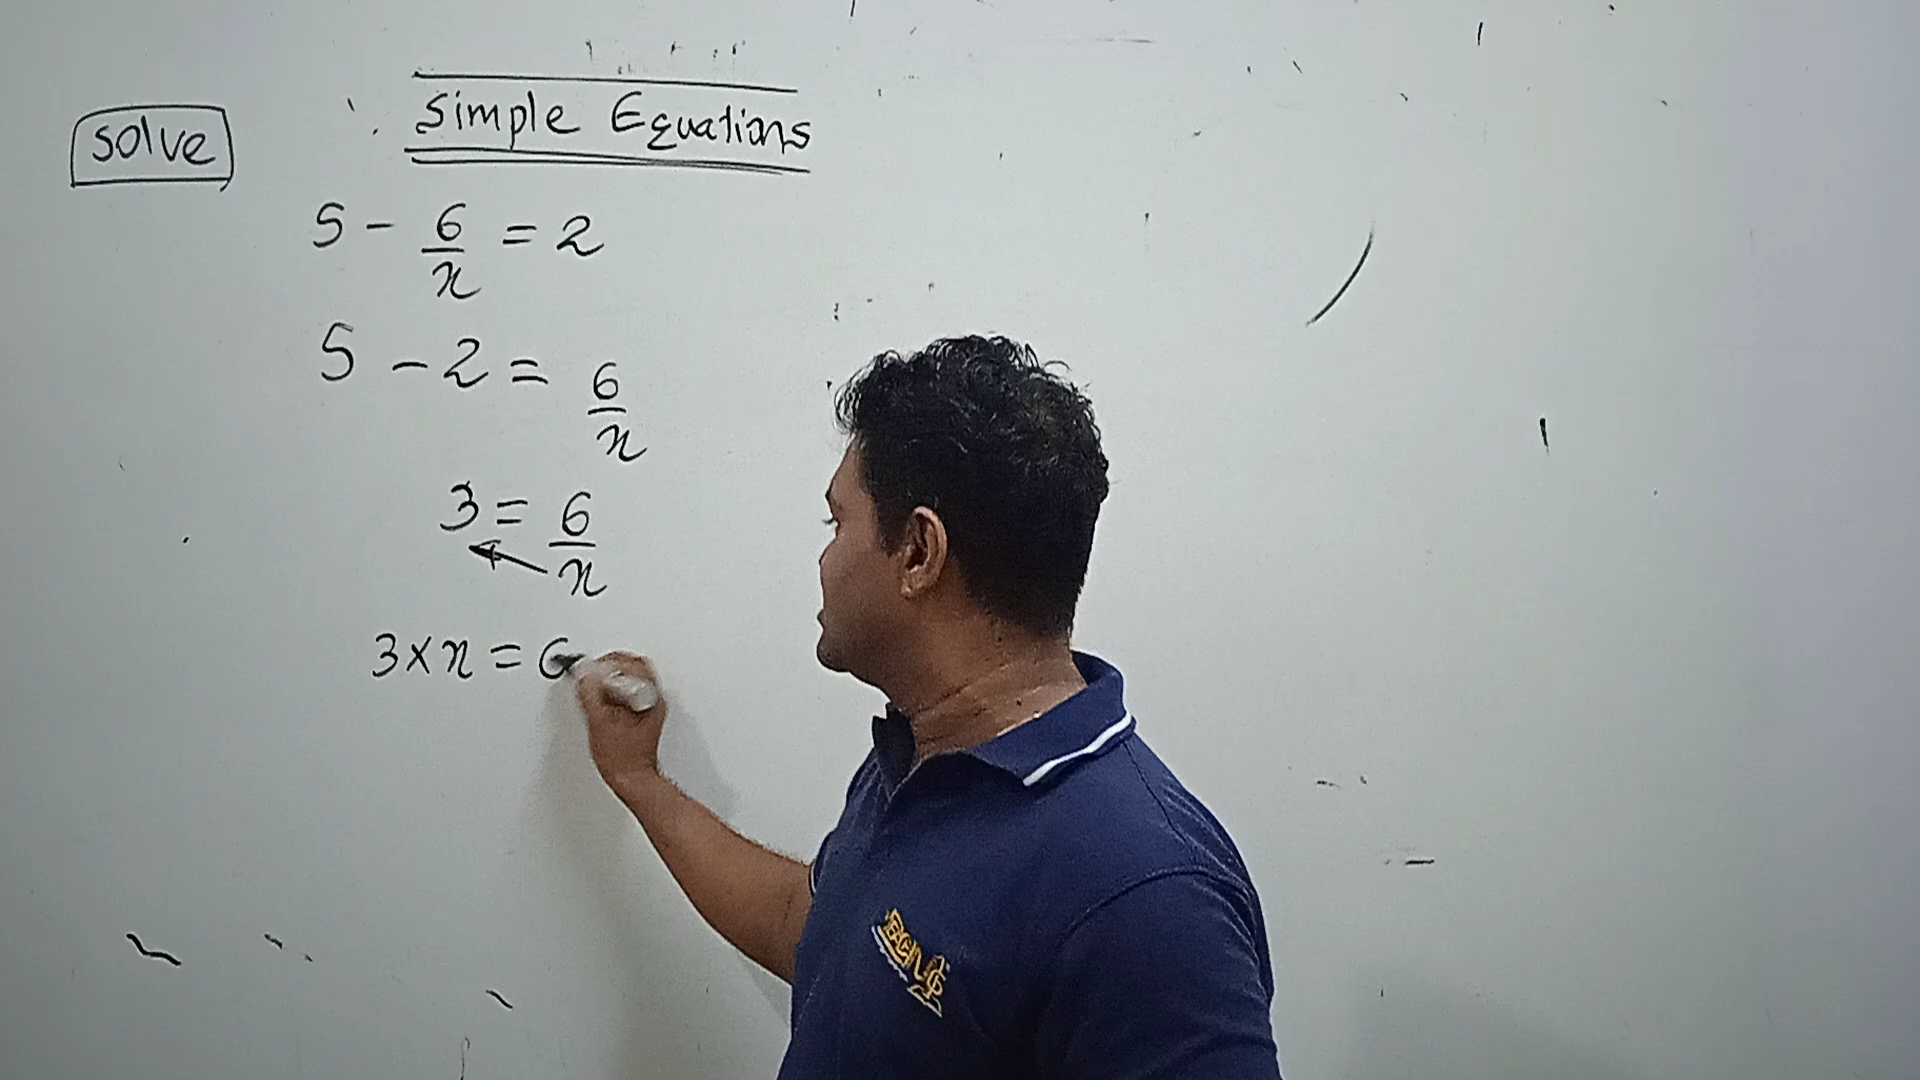 Simple Equations
solve
5 - 6/x = 2
5 - 2 = 6/x
3 = 6/x
3 × x = 6